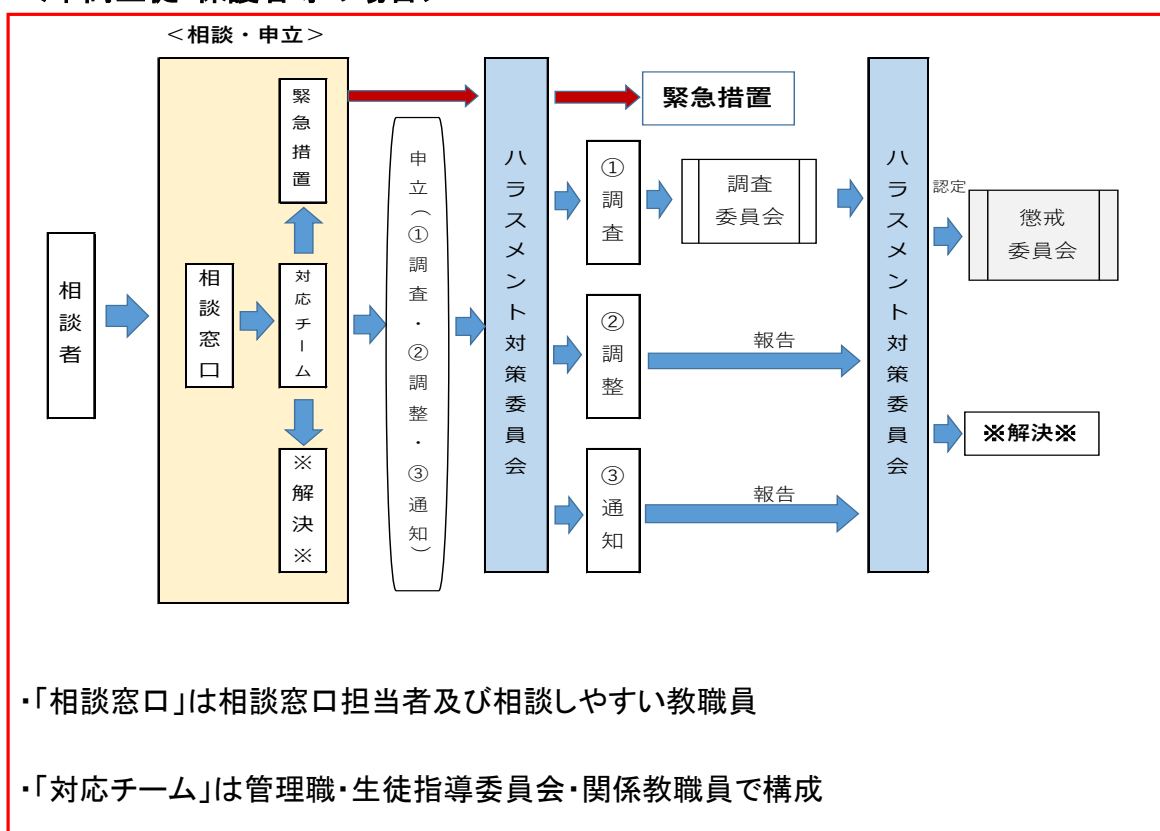 ＜相談・申立＞
相談者
相談窓口
緊急措置
対応チーム
※解決※
申立（①調査・②調整・③通知）
ハラスメント対策委員会
緊急措置
①調査
調査
委員会
②調整
報告
③通知
報告
ハラスメント対策委員会
認定
懲戒
委員会
※解決※
・「相談窓口」は相談窓口担当者及び相談しやすい教職員
・「対応チーム」は管理職・生徒指導委員会・関係教職員で構成